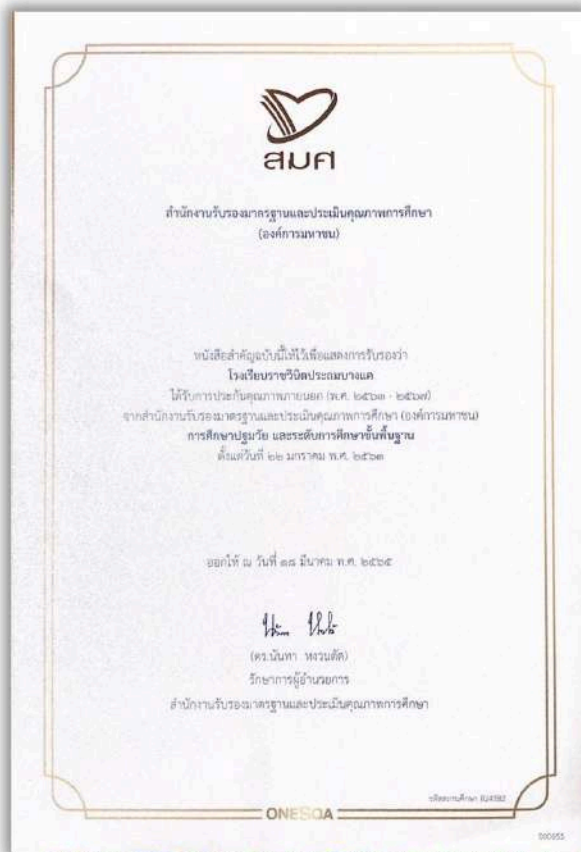 สมศ
สำนักงานรับรองมาตรฐานและประเมินคุณภาพการศึกษา
(องค์การมหาชน)
หนังสือสำคัญฉบับนี้ให้ไว้เพื่อแสดงการรับรองว่า
โรงเรียนราชวินิตประถมบางแค
ได้รับการประกันคุณภาพภายนอก (พ.ศ. ๒๕๖๓ - ๒๕๖๗)
จากสำนักงานรับรองมาตรฐานและประเมินคุณภาพการศึกษา (องค์การมหาชน)
การศึกษาปฐมวัย และระดับการศึกษาขั้นพื้นฐาน
ตั้งแต่วันที่ ๒๒ มกราคม พ.ศ. ๒๕๖๓
ออกให้ ณ วันที่ ๑๘ มีนาคม พ.ศ. ๒๕๖๕
(ดร.นันทา หงวนตัด)
รักษาการผู้อำนวยการ
สำนักงานรับรองมาตรฐานและประเมินคุณภาพการศึกษา
รหัสสถานศึกษา
ONESQA